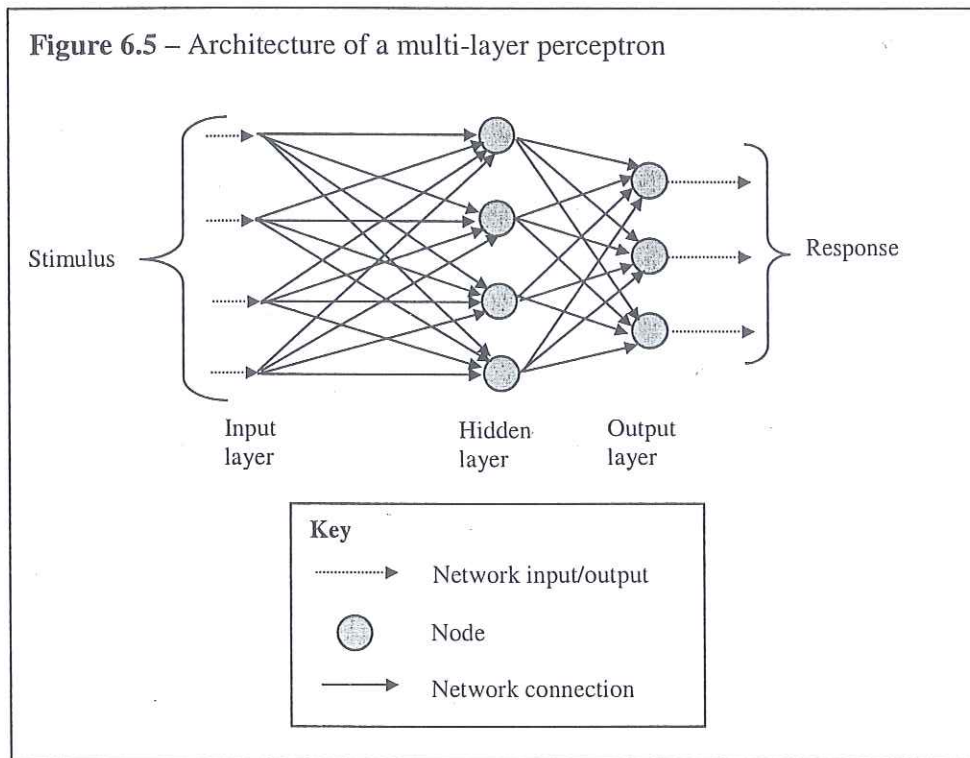 Figure 6.5 – Architecture of a multi-layer perceptron
Stimulus
Response
Input
layer
Hidden
layer
Output
layer
Key
Network input/output
Node
Network connection